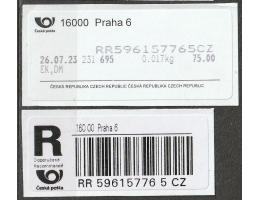 16000 Praha 6
RR596157765CZ
Česká pošta
26.07.23 231 695 0.017kg 75.00
EK,DM
ČESKÁ REPUBLIKA CZECH REPUBLIC ČESKÁ REPUBLIKA CZECH REPUBLIC
R
160 00 Praha 6
Doporučeně
Recommandé
Česká pošta
RR 59615776 5 CZ